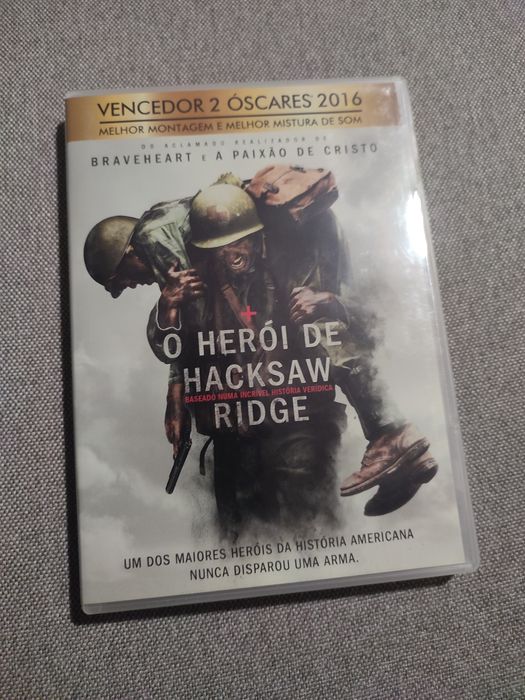 VENCEDOR 2 ÓSCARES 2016
MELHOR MONTAGEM E MELHOR MISTURA DE SOM
DO ACLAMADO REALIZADOR DE
BRAVEHEART E A PAIXÃO DE CRISTO
O HERÓI DE
HACKSAW
BASEADO NUMA INCRÍVEL HISTÓRIA VERÍDICA
RIDGE
UM DOS MAIORES HERÓIS DA HISTÓRIA AMERICANA
NUNCA DISPAROU UMA ARMA.